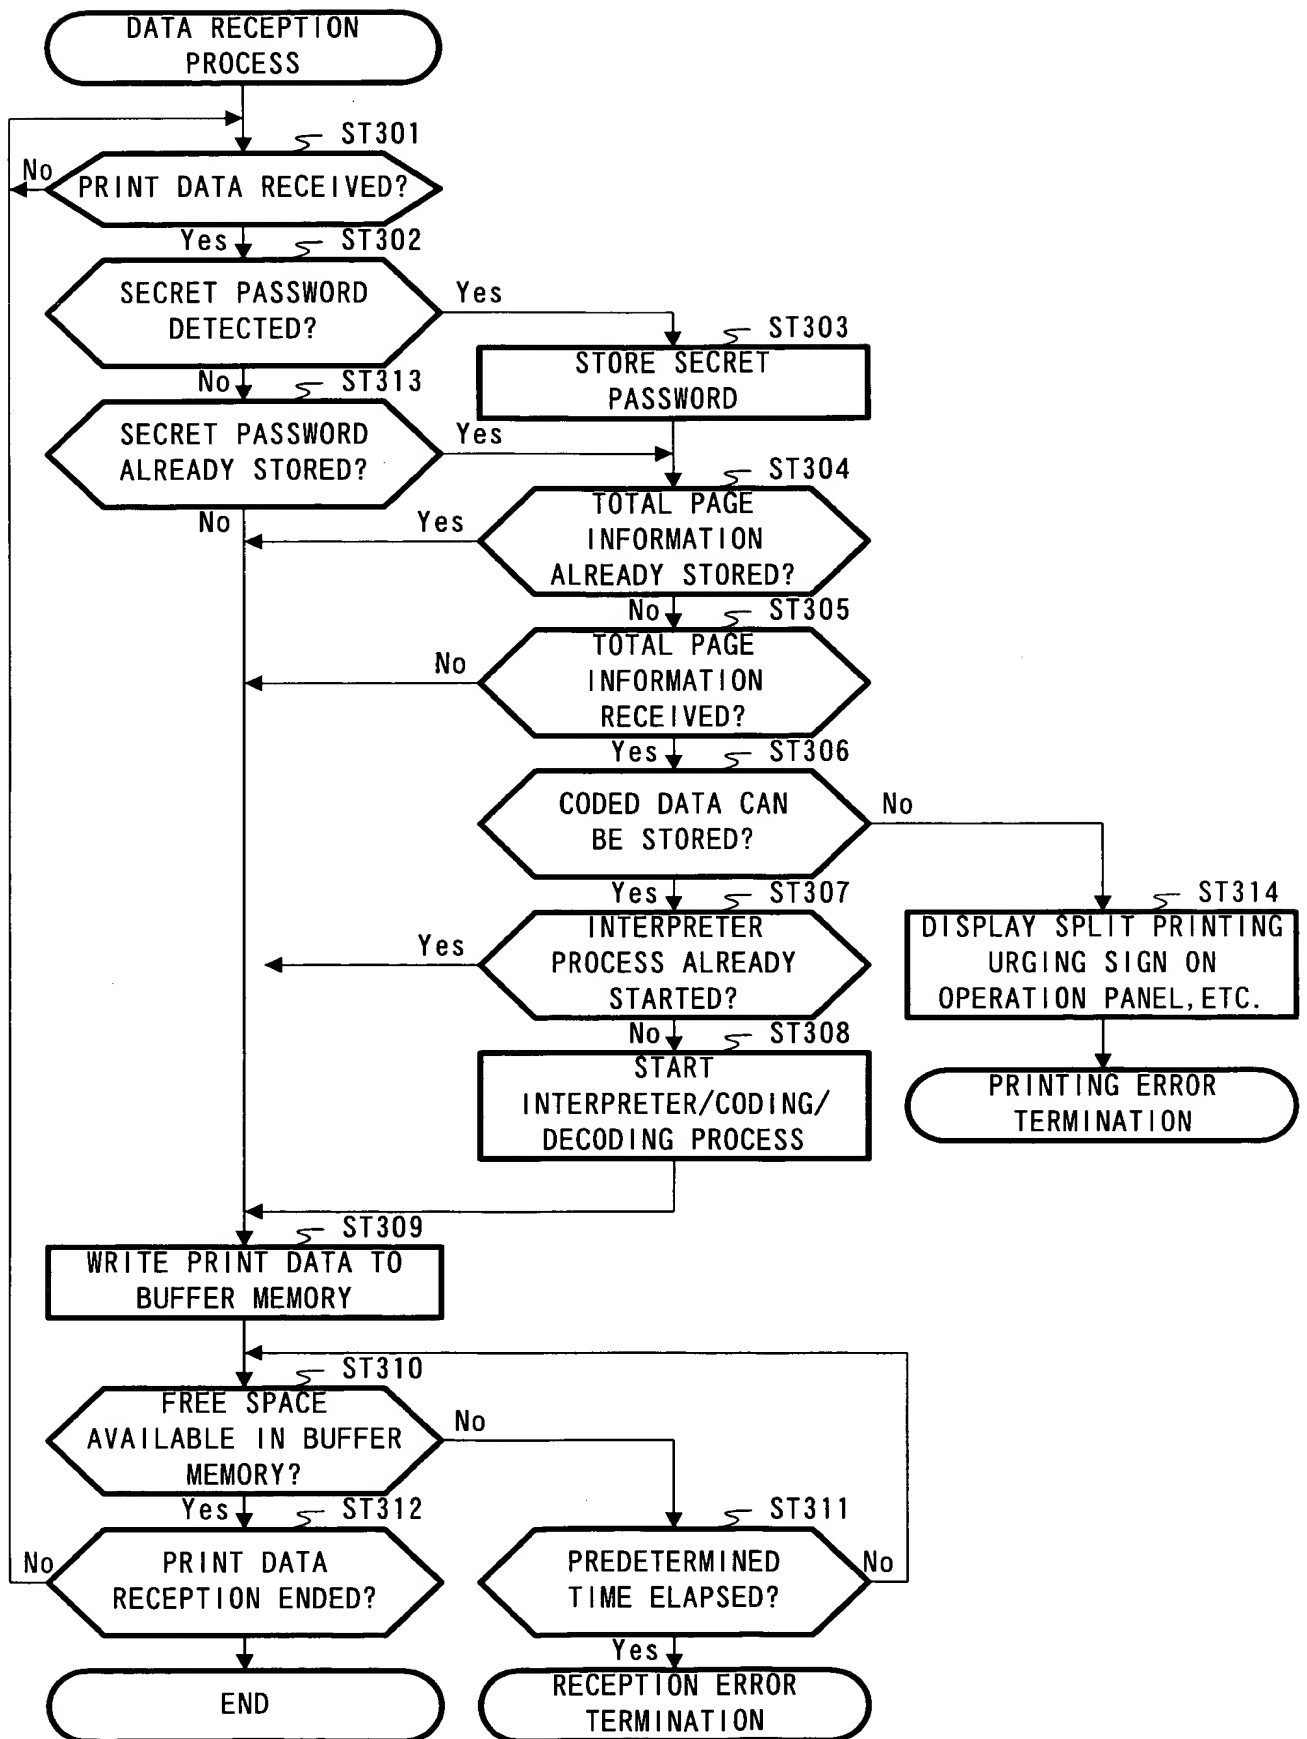 DATA RECEPTION
PROCESS
ST301
No
PRINT DATA RECEIVED?
Yes
ST302
SECRET PASSWORD
DETECTED?
Yes
ST303
STORE SECRET
PASSWORD
No
ST313
SECRET PASSWORD
ALREADY STORED?
Yes
ST304
TOTAL PAGE
INFORMATION
ALREADY STORED?
No
Yes
No
ST305
TOTAL PAGE
INFORMATION
RECEIVED?
No
Yes
ST306
CODED DATA CAN
BE STORED?
No
Yes
ST307
INTERPRETER
PROCESS ALREADY
STARTED?
Yes
ST314
DISPLAY SPLIT PRINTING
URGING SIGN ON
OPERATION PANEL,ETC.
No
ST308
START
INTERPRETER/CODING/
DECODING PROCESS
PRINTING ERROR
TERMINATION
ST309
WRITE PRINT DATA TO
BUFFER MEMORY
ST310
FREE SPACE
AVAILABLE IN BUFFER
MEMORY?
No
Yes
ST312
ST311
No
PRINT DATA
RECEPTION ENDED?
PREDETERMINED
TIME ELAPSED?
No
Yes
END
RECEPTION ERROR
TERMINATION